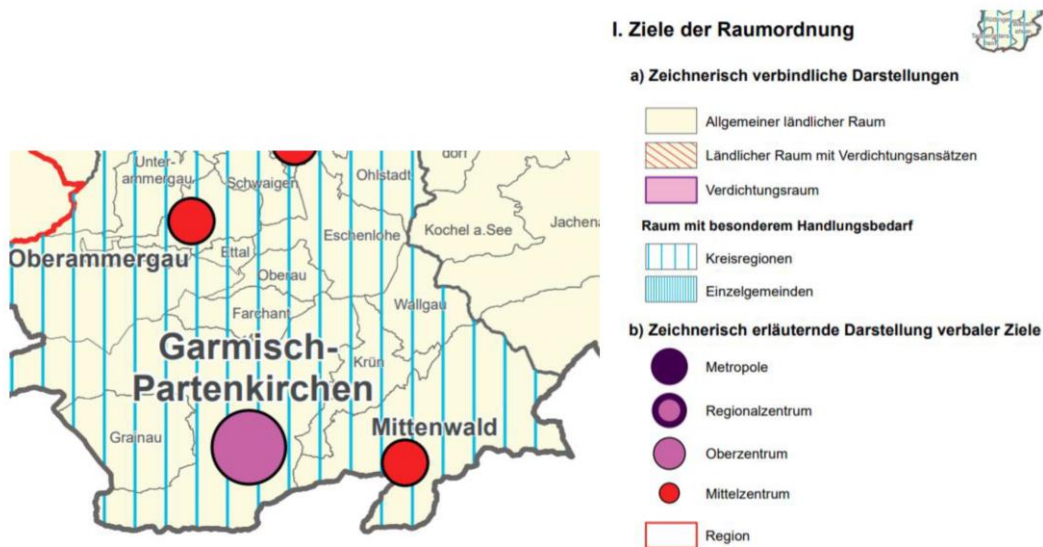 Unter-
ammergau
Schwaigen
Ohlstadt
dorf
Eschenlohe
Kochel a.See
Jachena
Oberammergau
Ettal
Oberau
Wallgau
Farchant
Garmisch-
Partenkirchen
Krün
Grainau
Mittenwald
I. Ziele der Raumordnung
a) Zeichnerisch verbindliche Darstellungen
Allgemeiner ländlicher Raum
Ländlicher Raum mit Verdichtungsansätzen
Verdichtungsraum
Raum mit besonderem Handlungsbedarf
Kreisregionen
Einzelgemeinden
b) Zeichnerisch erläuternde Darstellung verbaler Ziele
Metropole
Regionalzentrum
Oberzentrum
Mittelzentrum
Region